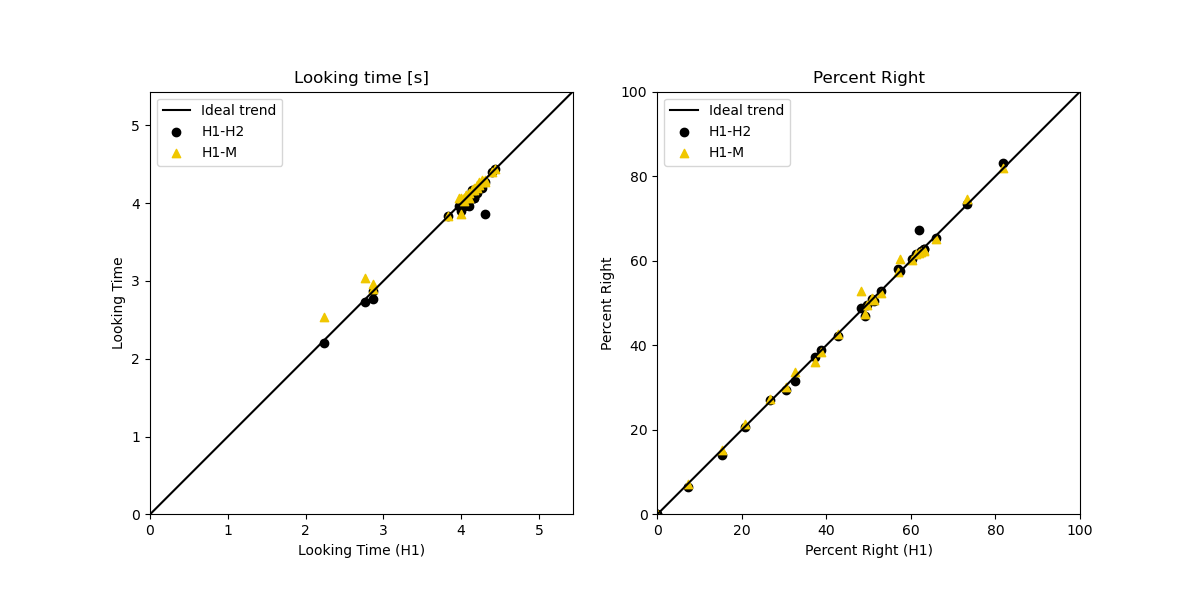 Looking time [s]
Ideal trend
H1-H2
H1-M
5
4
3
2
1
0
0 1 2 3 4 5
Looking Time
Looking Time (H1)
Percent Right
Ideal trend
H1-H2
H1-M
100
80
60
40
20
0
0 20 40 60 80 100
Percent Right
Percent Right (H1)